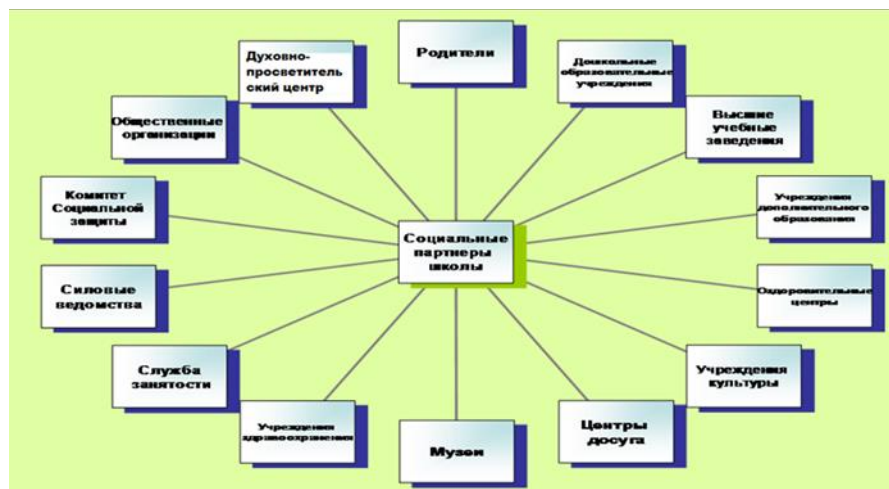 Родители
Духовно-
просветитель
ский центр
Дошкольные
образовательные
учреждения
Общественные
организации
Высшие
учебные
заведения
Комитет
Социальной
защиты
Учреждения
дополнительного
образования
Социальные
партнеры
школы
Силовые
ведомства
Оздоровительные
центры
Служба
занятости
Учреждения
культуры
Учреждения
здравоохранения
Музеи
Центры
досуга